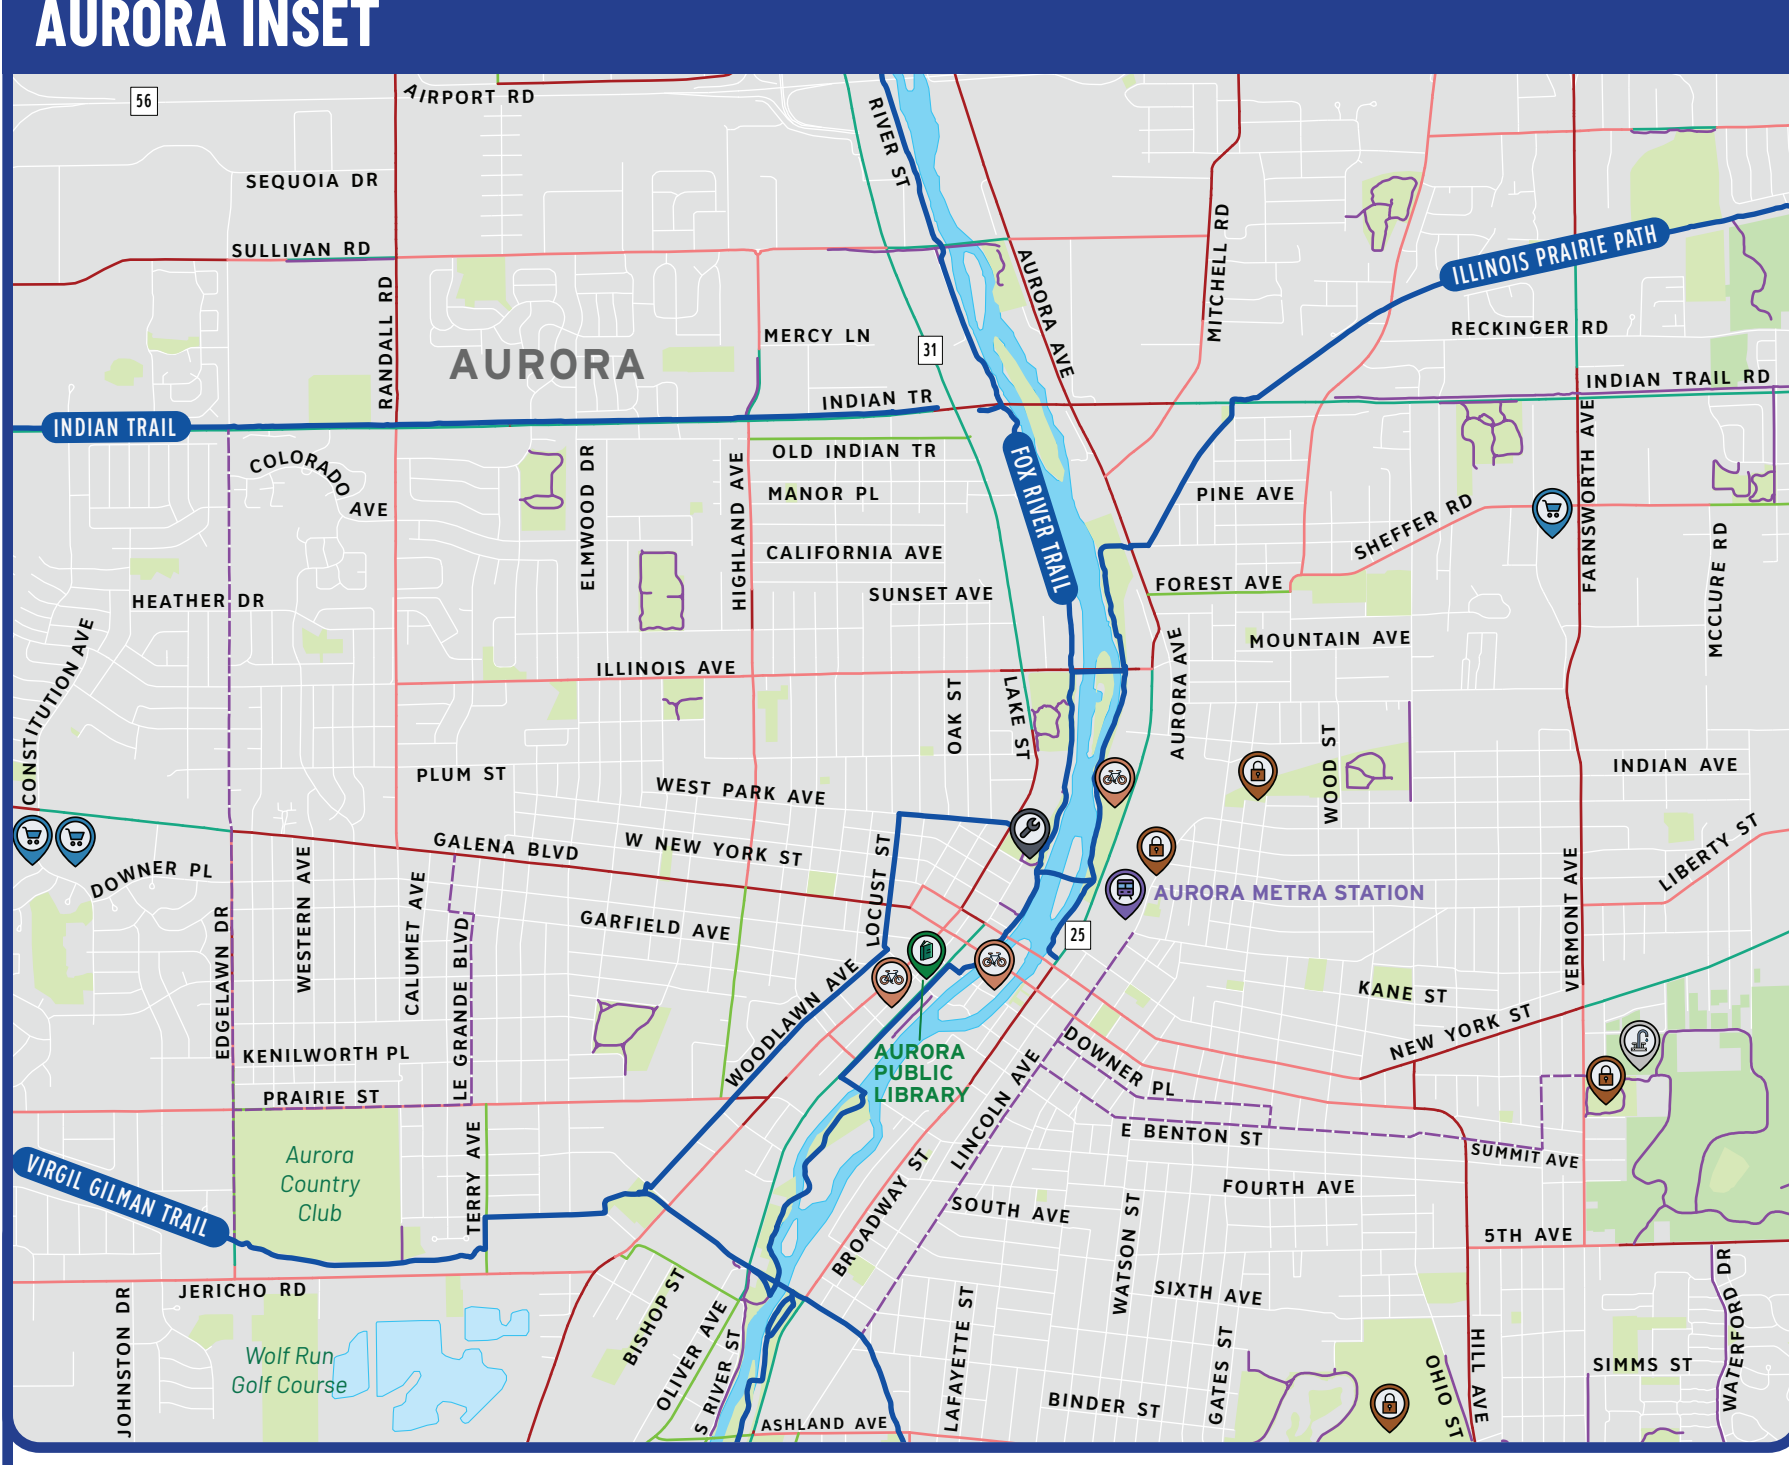 AURORA INSET
56
AIRPORT RD
RIVER ST
SEQUOIA DR
SULLIVAN RD
MITCHELL RD
ILLINOIS PRAIRIE PATH
AURORA AVE
RANDALL RD
MERCY LN
31
RECKINGER RD
AURORA
INDIAN TRAIL RD
INDIAN TR
INDIAN TRAIL
COLORADO AVE
ELMWOOD DR
HIGHLAND AVE
OLD INDIAN TR
MANOR PL
FOX RIVER TRAIL
PINE AVE
SHEFFER RD
FARNSWORTH AVE
MCCLURE RD
CALIFORNIA AVE
SUNSET AVE
FOREST AVE
HEATHER DR
CONSTITUTION AVE
MOUNTAIN AVE
ILLINOIS AVE
OAK ST
LAKE ST
AURORA AVE
WOOD ST
INDIAN AVE
PLUM ST
WEST PARK AVE
GALENA BLVD
W NEW YORK ST
LOCUST ST
LIBERTY ST
DOWNER PL
WESTERN AVE
CALUMET AVE
AURORA METRA STATION
VERMONT AVE
GARFIELD AVE
25
EDGELAWN DR
LE GRANDE BLVD
WOODLAWN AVE
KANE ST
NEW YORK ST
KENILWORTH PL
AURORA
PUBLIC
LIBRARY
DOWNER PL
LINCOLN AVE
PRAIRIE ST
E BENTON ST
SUMMIT AVE
VIRGIL GILMAN TRAIL
Aurora
Country
Club
TERRY AVE
BROADWAY ST
SOUTH AVE
WATSON ST
FOURTH AVE
5TH AVE
JERICHO RD
JOHNSTON DR
BISHOP ST
OLIVER AVE
S RIVER ST
SIXTH AVE
LAFAYETTE ST
GATES ST
WATERFORD DR
Wolf Run
Golf Course
SIMMS ST
HILL AVE
OHIO ST
BINDER ST
ASHLAND AVE